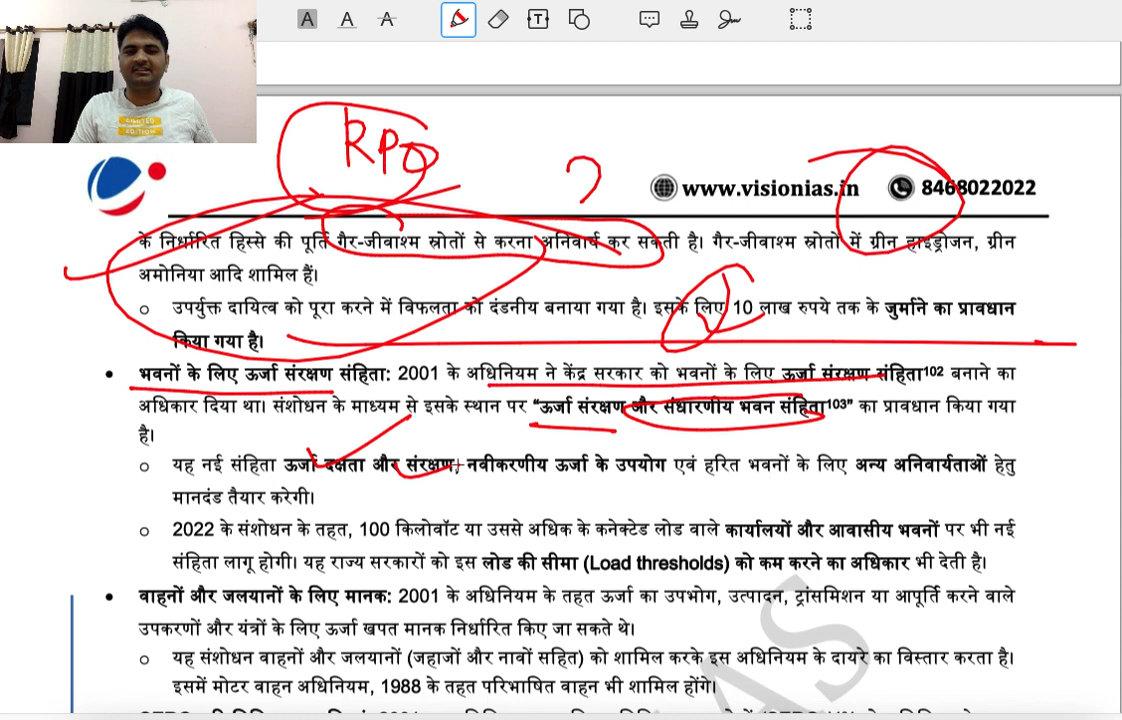 A A A T
LIMITED
EDITION
RPO
?
www.visionias.in 8468022022
के निर्धारित हिस्से की पूर्ति गैर-जीवाश्म स्रोतों से करना अनिवार्य कर सकती है। गैर-जीवाश्म स्रोतों में ग्रीन हाइड्रोजन, ग्रीन
अमोनिया आदि शामिल हैं।
o उपर्युक्त दायित्व को पूरा करने में विफलता को दंडनीय बनाया गया है। इसके लिए 10 लाख रुपये तक के जुर्माने का प्रावधान
किया गया है।
• भवनों के लिए ऊर्जा संरक्षण संहिता: 2001 के अधिनियम ने केंद्र सरकार को भवनों के लिए ऊर्जा संरक्षण संहिता¹⁰² बनाने का
अधिकार दिया था। संशोधन के माध्यम से इसके स्थान पर “ऊर्जा संरक्षण और संधारणीय भवन संहिता¹⁰³” का प्रावधान किया गया
है।
o यह नई संहिता ऊर्जा दक्षता और संरक्षण, नवीकरणीय ऊर्जा के उपयोग एवं हरित भवनों के लिए अन्य अनिवार्यताओं हेतु
मानदंड तैयार करेगी।
o 2022 के संशोधन के तहत, 100 किलोवॉट या उससे अधिक के कनेक्टेड लोड वाले कार्यालयों और आवासीय भवनों पर भी नई
संहिता लागू होगी। यह राज्य सरकारों को इस लोड की सीमा (Load thresholds) को कम करने का अधिकार भी देती है।
• वाहनों और जलयानों के लिए मानक: 2001 के अधिनियम के तहत ऊर्जा का उपभोग, उत्पादन, ट्रांसमिशन या आपूर्ति करने वाले
उपकरणों और यंत्रों के लिए ऊर्जा खपत मानक निर्धारित किए जा सकते थे।
o यह संशोधन वाहनों और जलयानों (जहाजों और नावों सहित) को शामिल करके इस अधिनियम के दायरे का विस्तार करता है।
इसमें मोटर वाहन अधिनियम, 1988 के तहत परिभाषित वाहन भी शामिल होंगे।